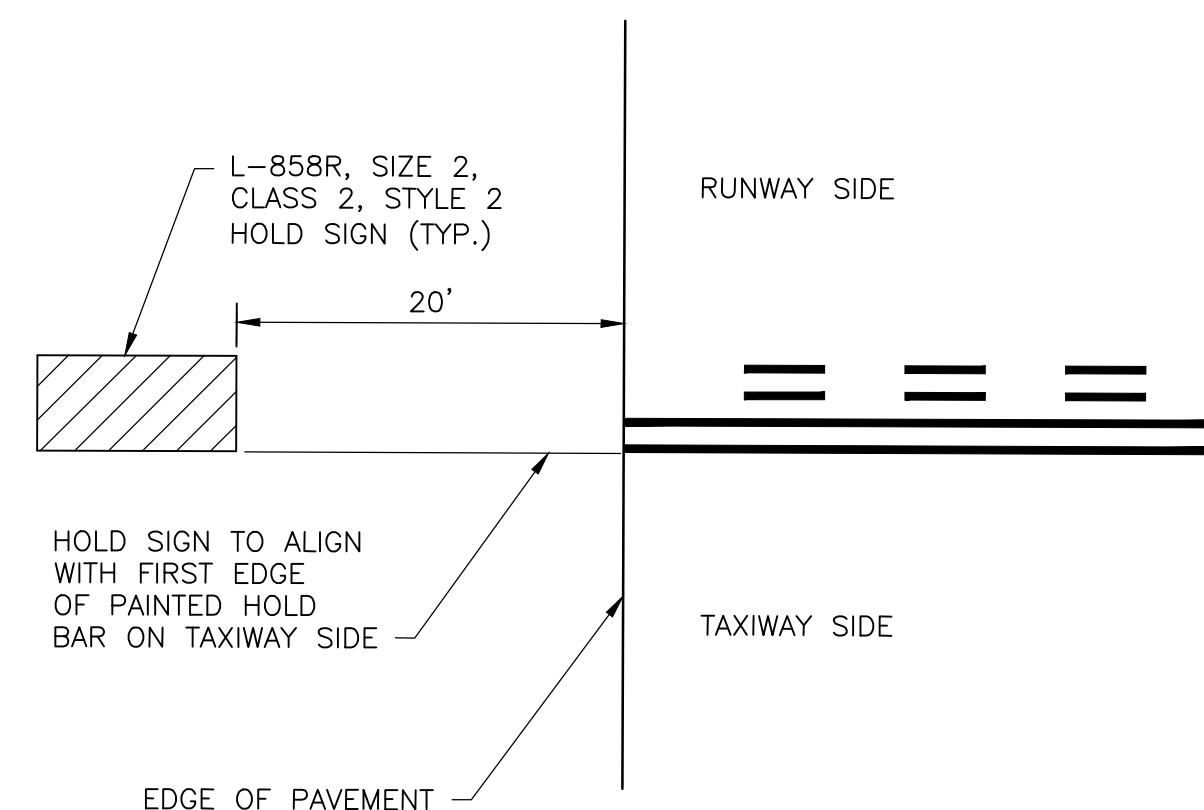 L-858R, SIZE 2,
CLASS 2, STYLE 2
HOLD SIGN (TYP.)
RUNWAY SIDE
20'
HOLD SIGN TO ALIGN
WITH FIRST EDGE
OF PAINTED HOLD
BAR ON TAXIWAY SIDE
TAXIWAY SIDE
EDGE OF PAVEMENT